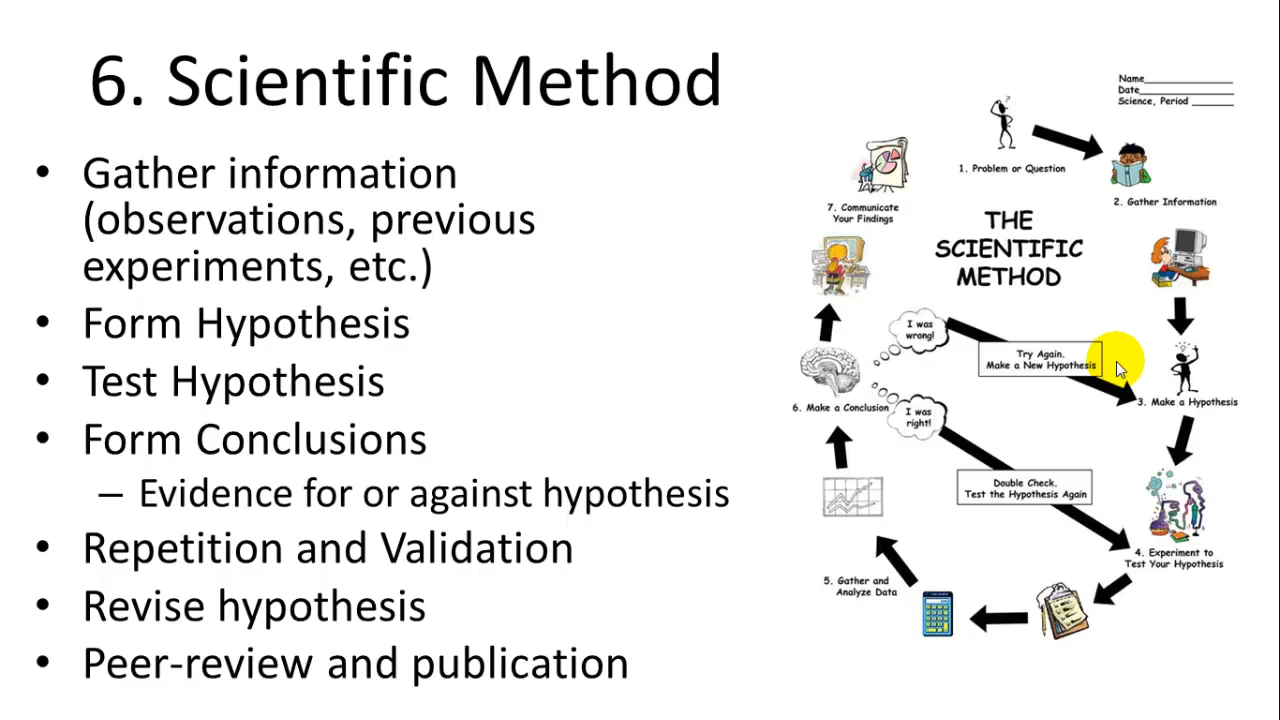 6. Scientific Method
• Gather information
(observations, previous
experiments, etc.)
• Form Hypothesis
• Test Hypothesis
• Form Conclusions
– Evidence for or against hypothesis
• Repetition and Validation
• Revise hypothesis
• Peer-review and publication
Name______________
Date_______________
Science, Period ______
1. Problem or Question
2. Gather Information
THE
SCIENTIFIC
METHOD
3. Make a Hypothesis
4. Experiment to
Test Your Hypothesis
5. Gather and
Analyze Data
6. Make a Conclusion
I was
wrong!
Try Again.
Make a New Hypothesis
I was
right!
Double Check.
Test the Hypothesis Again
7. Communicate
Your Findings